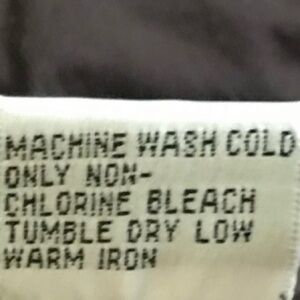 MACHINE WASH COLD
ONLY NON-
CHLORINE BLEACH
TUMBLE DRY LOW
WARM IRON